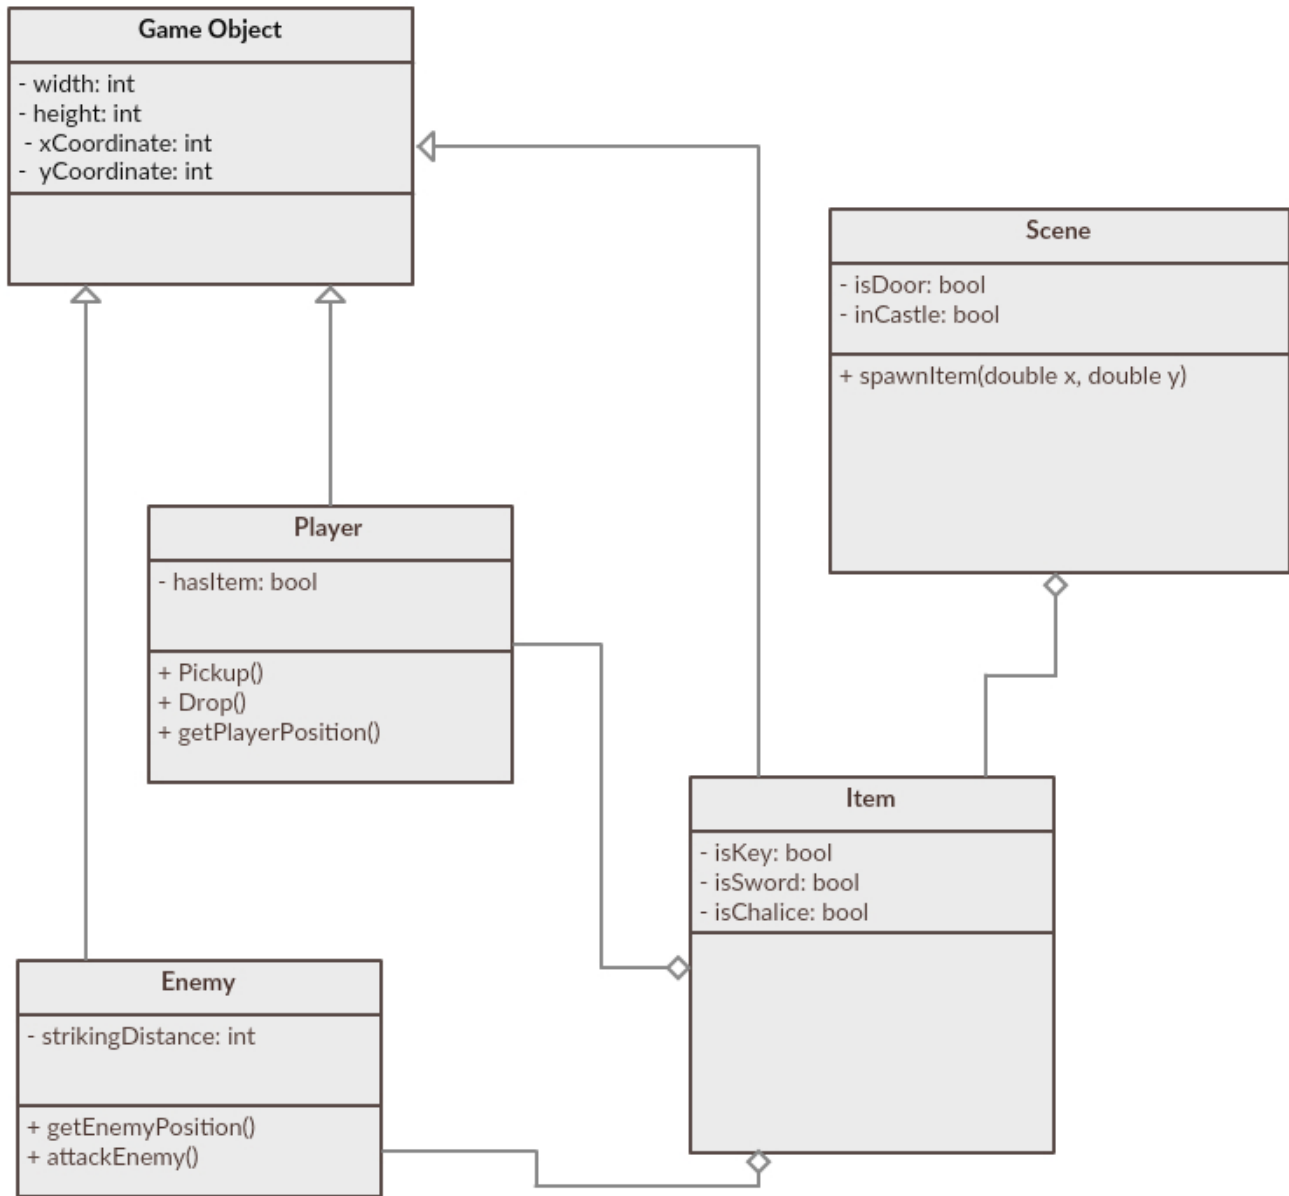 Game Object
- width: int
- height: int
- xCoordinate: int
- yCoordinate: int
Scene
- isDoor: bool
- inCastle: bool
+ spawnItem(double x, double y)
Player
- hasItem: bool
+ Pickup()
+ Drop()
+ getPlayerPosition()
Item
- isKey: bool
- isSword: bool
- isChalice: bool
Enemy
- strikingDistance: int
+ getEnemyPosition()
+ attackEnemy()